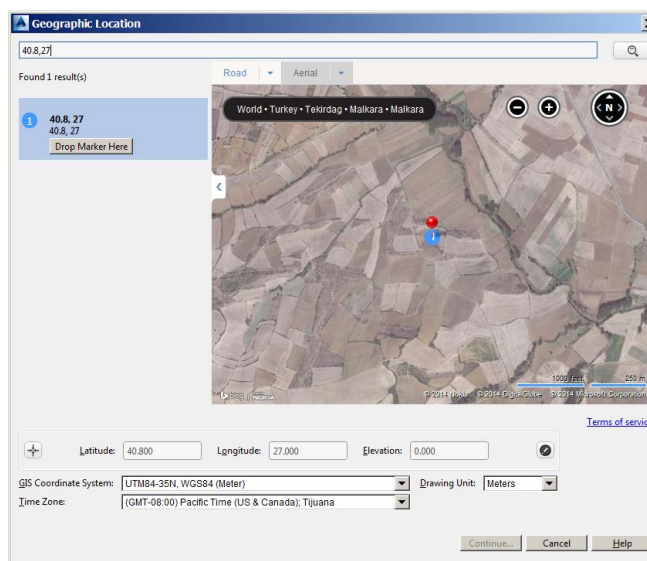 Geographic Location
40.8,27
Found 1 result(s)
Road
Aerial
1
40.8, 27
40.8, 27
Drop Marker Here
World • Turkey • Tekirdag • Malkara • Malkara
N
1
1000 feet
250 m
© 2014 Nokia © 2014 DigitalGlobe © 2014 Microsoft Corporation
Terms of servic
Latitude: 40.800 Longitude: 27.000 Elevation: 0.000
GIS Coordinate System: UTM84-35N, WGS84 (Meter) Drawing Unit: Meters
Time Zone: (GMT-08:00) Pacific Time (US & Canada); Tijuana
Continue... Cancel Help